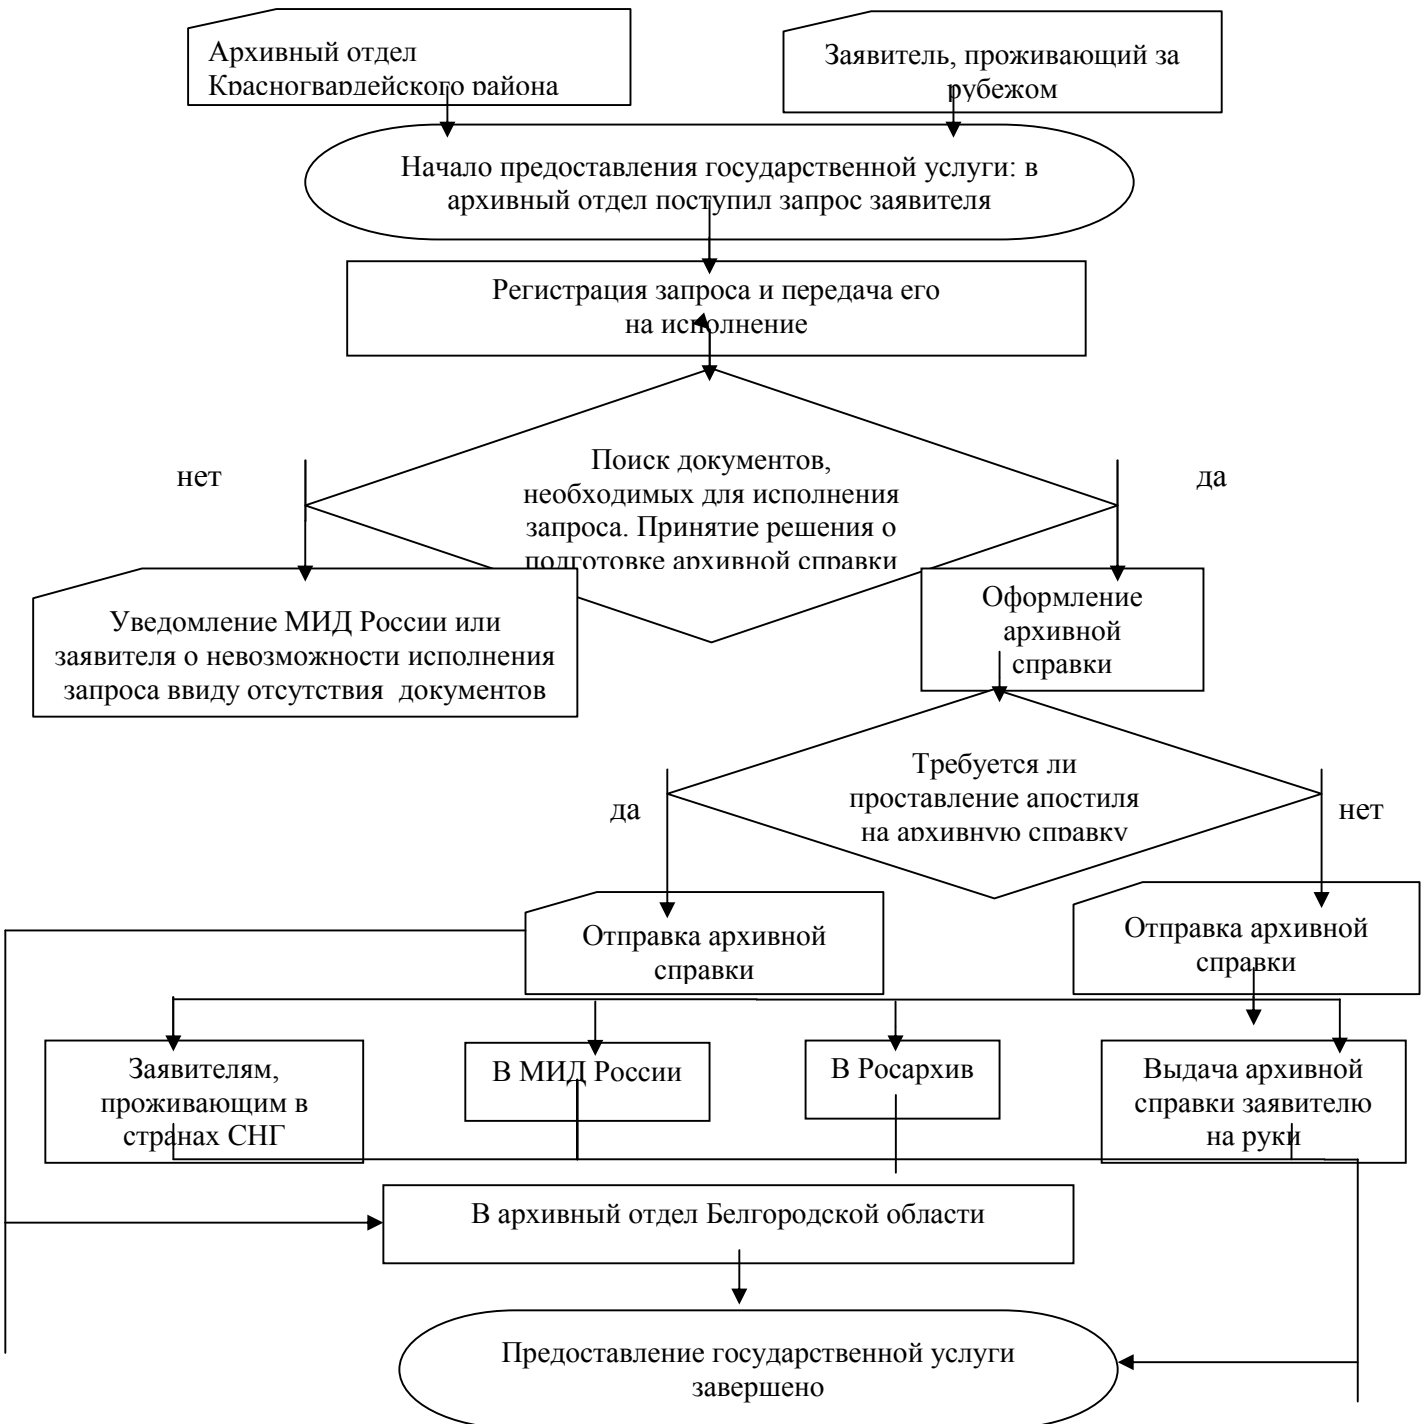 Архивный отдел
Красногвардейского района
Заявитель, проживающий за
рубежом
Начало предоставления государственной услуги: в
архивный отдел поступил запрос заявителя
Регистрация запроса и передача его
на исполнение
нет
Поиск документов,
необходимых для исполнения
запроса. Принятие решения о
подготовке архивной справки
да
Уведомление МИД России или
заявителя о невозможности исполнения
запроса ввиду отсутствия документов
Оформление
архивной
справки
да
Требуется ли
проставление апостиля
на архивную справку
нет
Отправка архивной
справки
Отправка архивной
справки
Заявителям,
проживающим в
странах СНГ
В МИД России
В Росархив
Выдача архивной
справки заявителю
на руки
В архивный отдел Белгородской области
Предоставление государственной услуги
завершено